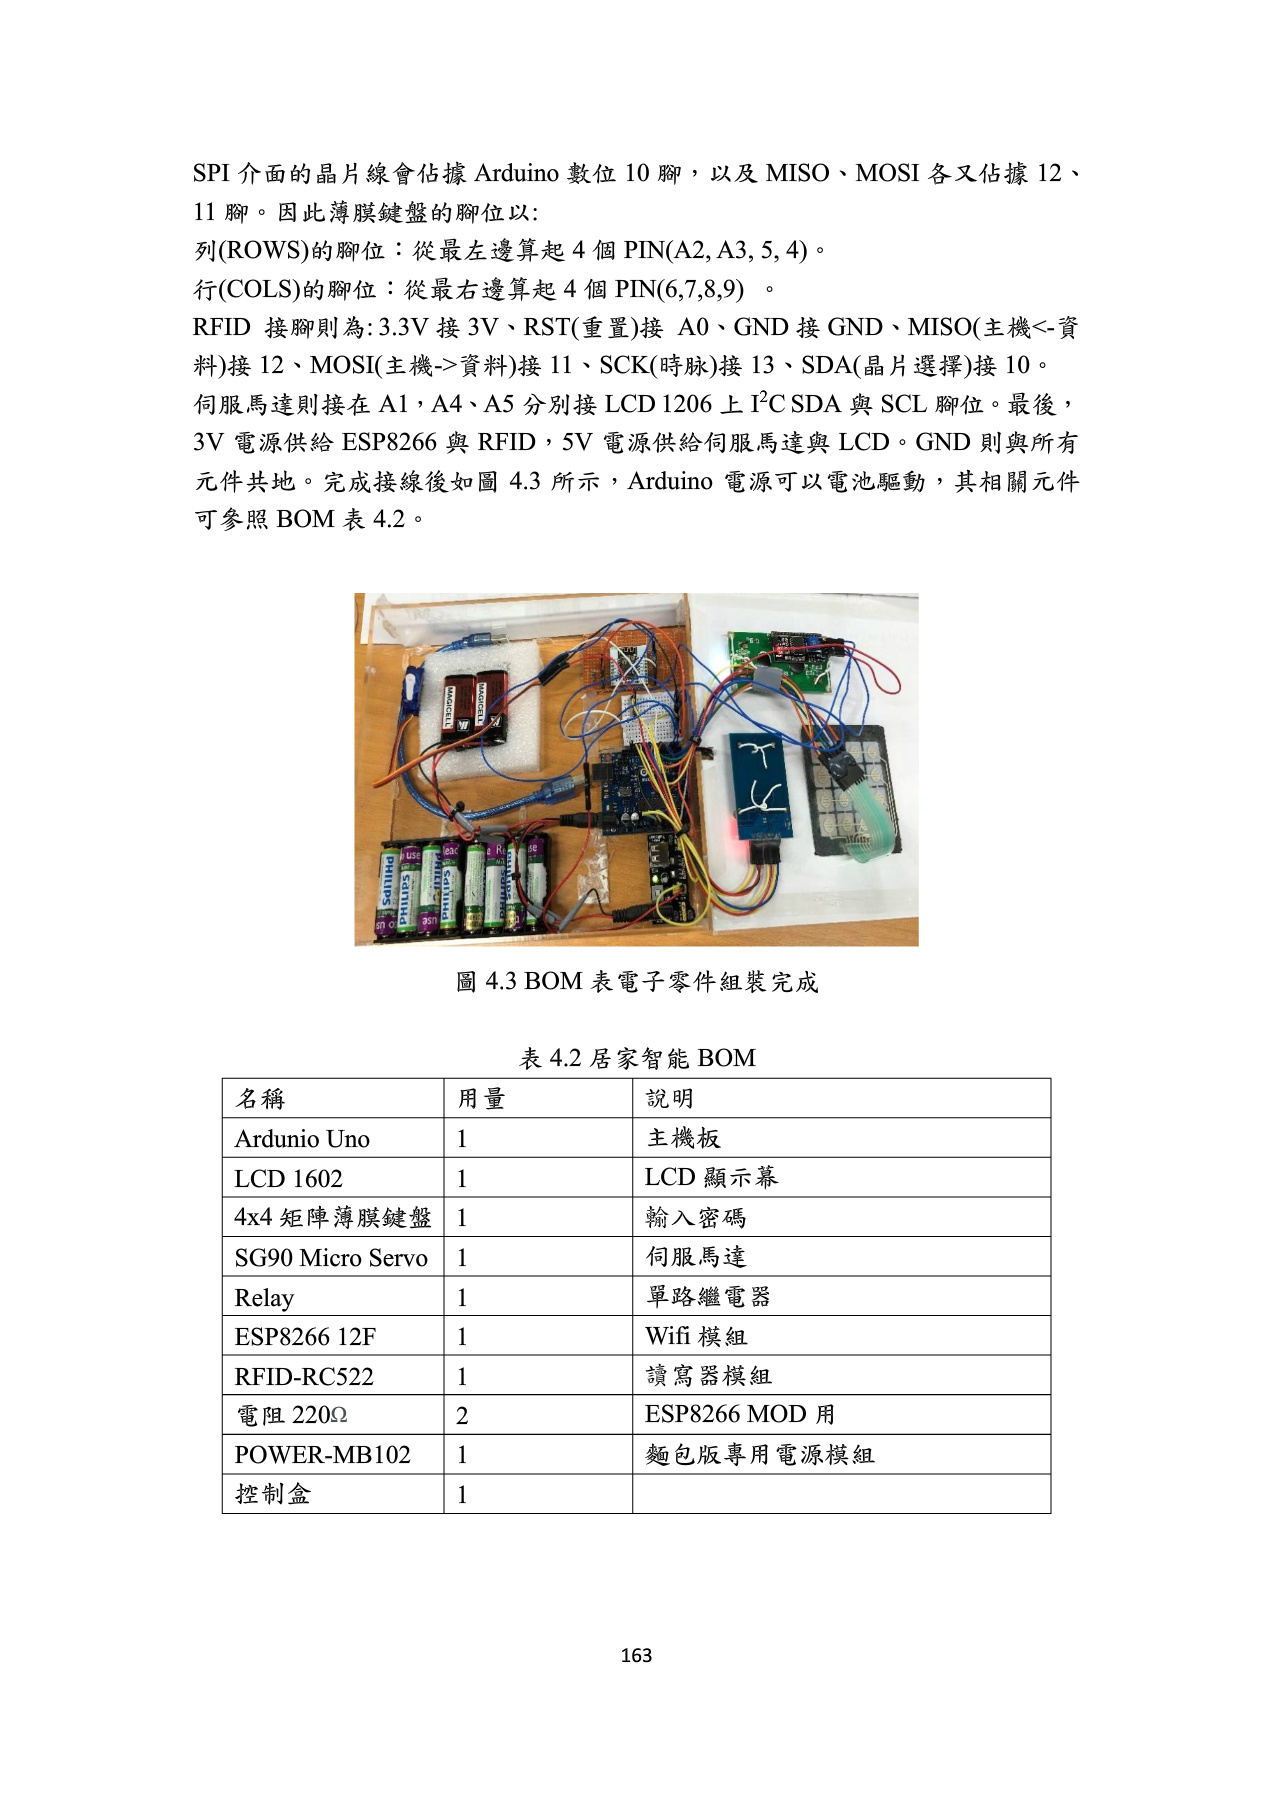 SPI 介面的晶片線會佔據 Arduino 數位 10 腳，以及 MISO、MOSI 各又佔據 12、
11 腳。因此薄膜鍵盤的腳位以:
列(ROWS)的腳位：從最左邊算起 4 個 PIN(A2, A3, 5, 4)。
行(COLS)的腳位：從最右邊算起 4 個 PIN(6,7,8,9) 。
RFID 接腳則為: 3.3V 接 3V、RST(重置)接 A0、GND 接 GND、MISO(主機<-資
料)接 12、MOSI(主機->資料)接 11、SCK(時脉)接 13、SDA(晶片選擇)接 10。
伺服馬達則接在 A1，A4、A5 分別接 LCD 1206 上 I²C SDA 與 SCL 腳位。最後，
3V 電源供給 ESP8266 與 RFID，5V 電源供給伺服馬達與 LCD。GND 則與所有
元件共地。完成接線後如圖 4.3 所示，Arduino 電源可以電池驅動，其相關元件
可參照 BOM 表 4.2。
MAGICELL
MAGICELL
PHILIPS
PHILIPS
PHILIPS
圖 4.3 BOM 表電子零件組裝完成
表 4.2 居家智能 BOM
名稱 用量 說明
Ardunio Uno 1 主機板
LCD 1602 1 LCD 顯示幕
4x4 矩陣薄膜鍵盤 1 輸入密碼
SG90 Micro Servo 1 伺服馬達
Relay 1 單路繼電器
ESP8266 12F 1 Wifi 模組
RFID-RC522 1 讀寫器模組
電阻 220Ω 2 ESP8266 MOD 用
POWER-MB102 1 麵包版專用電源模組
控制盒 1
163